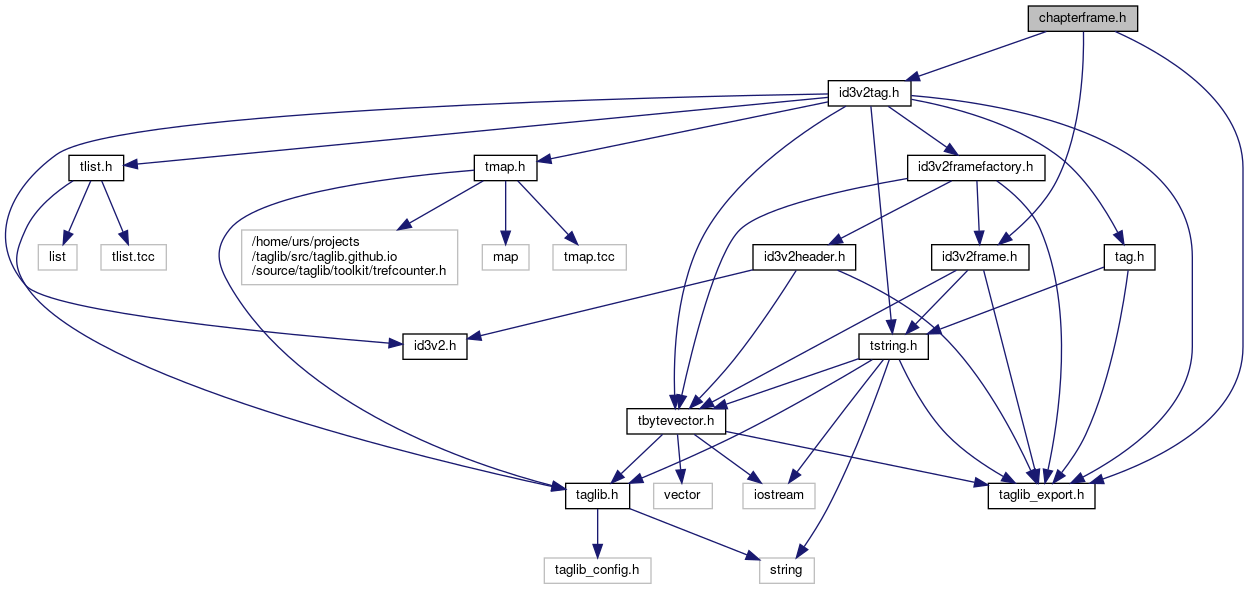 chapterframe.h
id3v2tag.h
tlist.h
tmap.h
id3v2framefactory.h
list
tlist.tcc
/home/urs/projects
/taglib/src/taglib.github.io
/source/taglib/toolkit/trefcounter.h
map
tmap.tcc
id3v2header.h
id3v2frame.h
tag.h
id3v2.h
tstring.h
tbytevector.h
taglib.h
vector
iostream
taglib_export.h
taglib_config.h
string